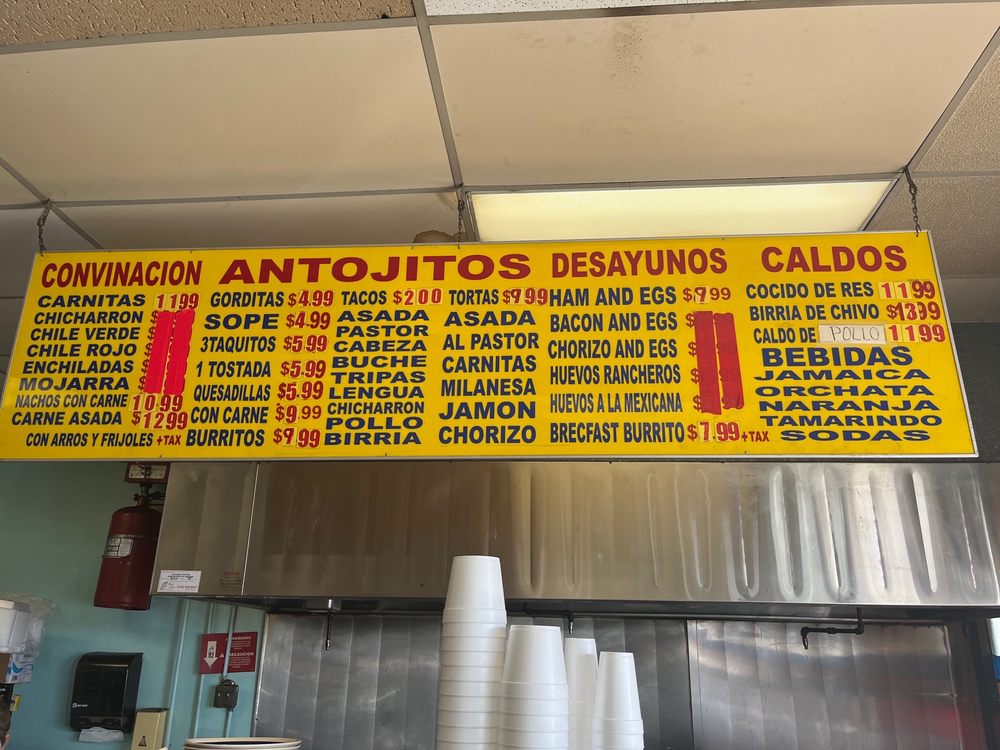 CONVINACION
CARNITAS 11 99
CHICHARRON
CHILE VERDE
CHILE ROJO
ENCHILADAS
MOJARRA
NACHOS CON CARNE 10 99
CARNE ASADA $12 99
CON ARROS Y FRIJOLES +TAX
ANTOJITOS
GORDITAS $4.99
SOPE $4.99
3TAQUITOS $5.99
1 TOSTADA $5.99
QUESADILLAS $5.99
CON CARNE $9.99
BURRITOS $9.99
TACOS $2 00
ASADA
PASTOR
CABEZA
BUCHE
TRIPAS
LENGUA
CHICHARRON
POLLO
BIRRIA
TORTAS $9 99
ASADA
AL PASTOR
CARNITAS
MILANESA
JAMON
CHORIZO
DESAYUNOS
HAM AND EGS $9.99
BACON AND EGS
CHORIZO AND EGS
HUEVOS RANCHEROS
HUEVOS A LA MEXICANA
BRECFAST BURRITO $7.99 +TAX
CALDOS
COCIDO DE RES 11 99
BIRRIA DE CHIVO $13 99
CALDO DE POLLO 11 99
BEBIDAS
JAMAICA
ORCHATA
NARANJA
TAMARINDO
SODAS